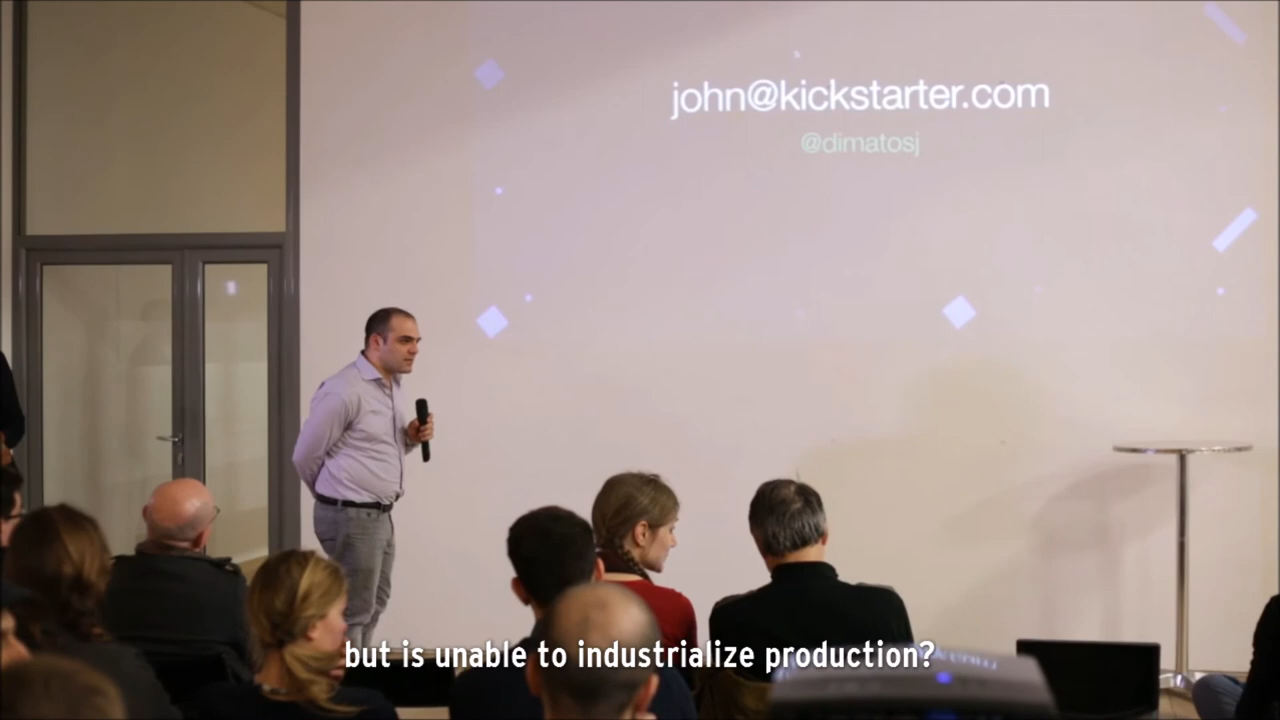 john@kickstarter.com
@dimatosj
but is unable to industrialize production?